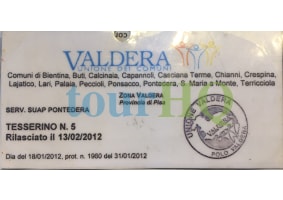 VALDERA
UNIONE DEI COMUNI
Comuni di Bientina, Buti, Calcinaia, Capannoli, Casciana Terme, Chianni, Crespina,
Lajatico, Lari, Palaia, Peccioli, Ponsacco, Pontedera, S. Maria a Monte, Terricciola
ZONA VALDERA
Provincia di Pisa
SERV. SUAP PONTEDERA
TESSERINO N. 5
Rilasciato il 13/02/2012
Dia del 18/01/2012, prot. n. 1980 del 31/01/2012
UNIONE VALDERA
VALDERA